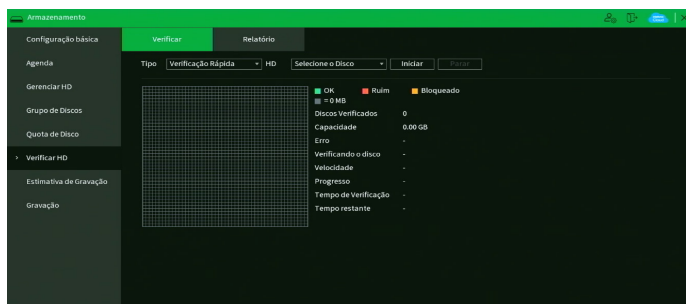 Armazenamento
Configuração básica
Agenda
Gerenciar HD
Grupo de Discos
Quota de Disco
Verificar HD
Estimativa de Gravação
Gravação
Verificar Relatório
Tipo Verificação Rápida HD Selecione o Disco Iniciar Parar
OK Ruim Bloqueado
= 0 MB
Discos Verificados 0
Capacidade 0.00 GB
Erro -
Verificando o disco -
Velocidade -
Progresso -
Tempo de Verificação -
Tempo restante -